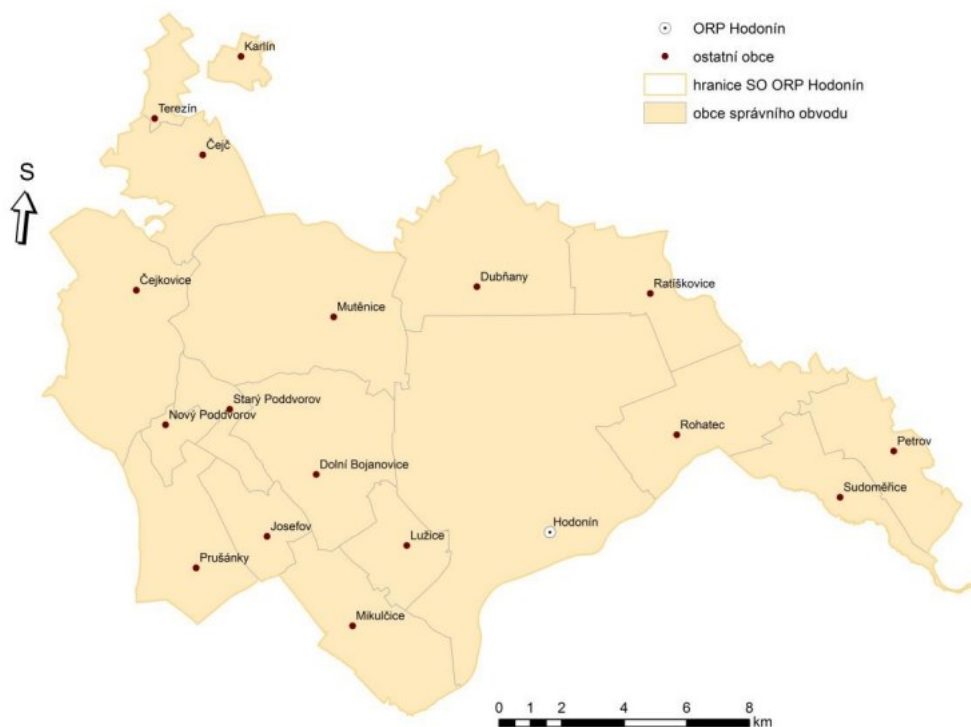 ORP Hodonín
ostatní obce
hranice SO ORP Hodonín
obce správního obvodu
S
Karlín
Terezín
Čejč
Čejkovice
Mutěnice
Dubňany
Ratíškovice
Starý Poddvorov
Nový Poddvorov
Dolní Bojanovice
Rohatec
Petrov
Sudoměřice
Josefov
Lužice
Hodonín
Prušánky
Mikulčice
0 1 2 4 6 8
km